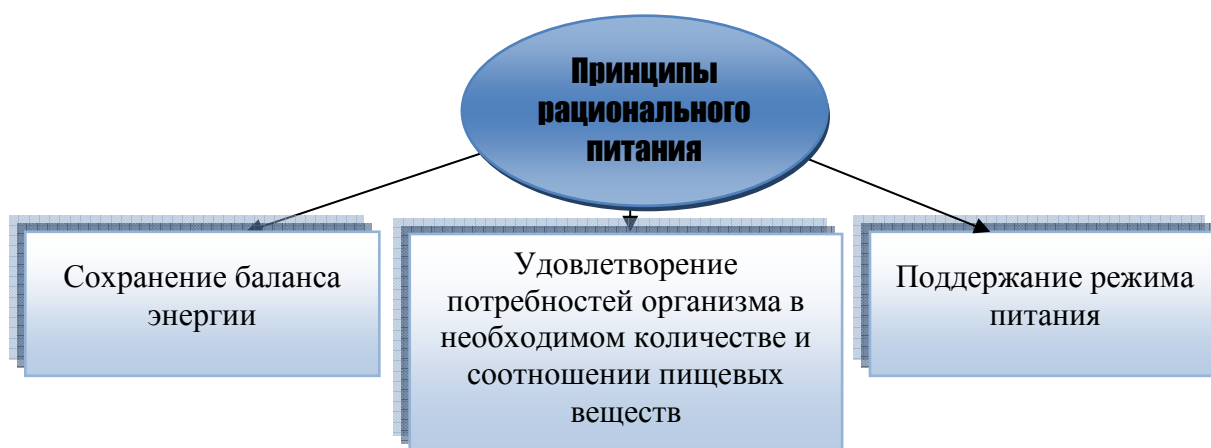 Принципы
рационального
питания
Сохранение баланса
энергии
Удовлетворение
потребностей организма в
необходимом количестве и
соотношении пищевых
веществ
Поддержание режима
питания